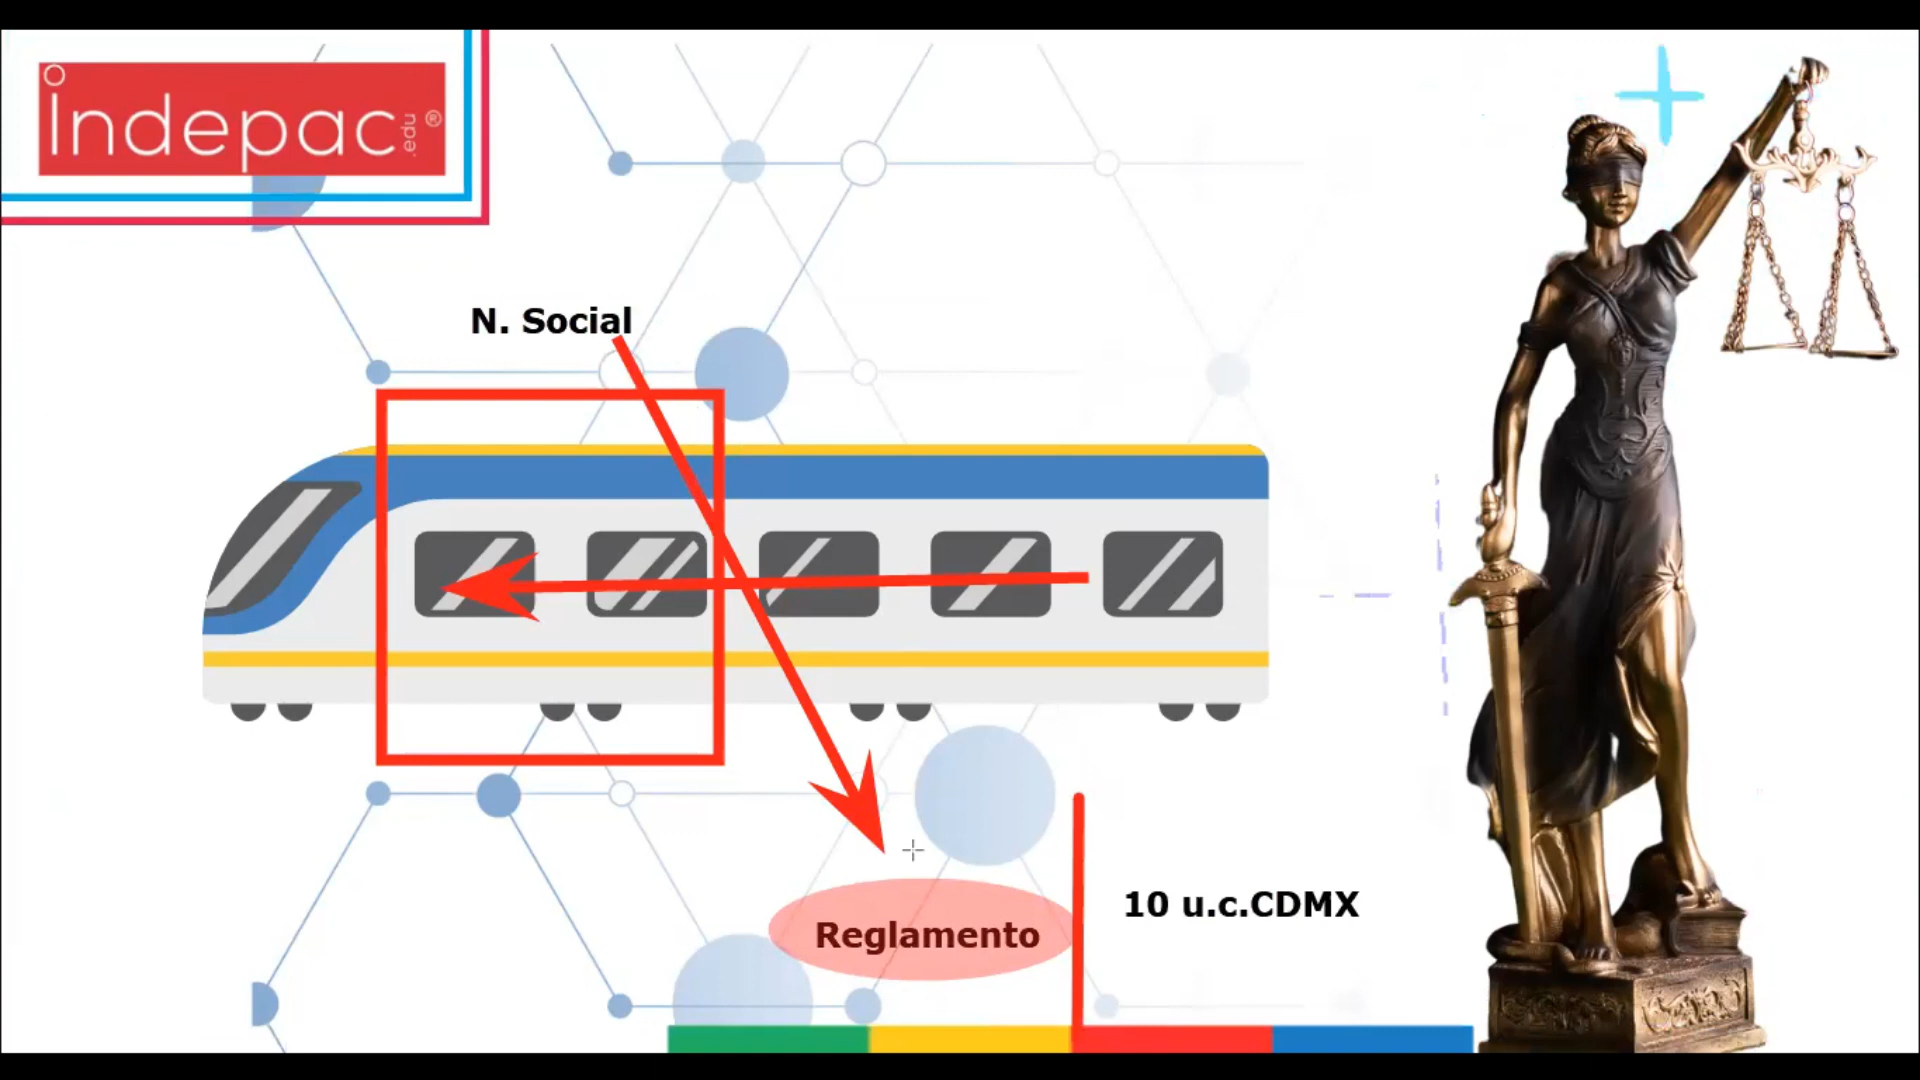 indepac
.edu
®
N. Social
Reglamento
10 u.c.CDMX